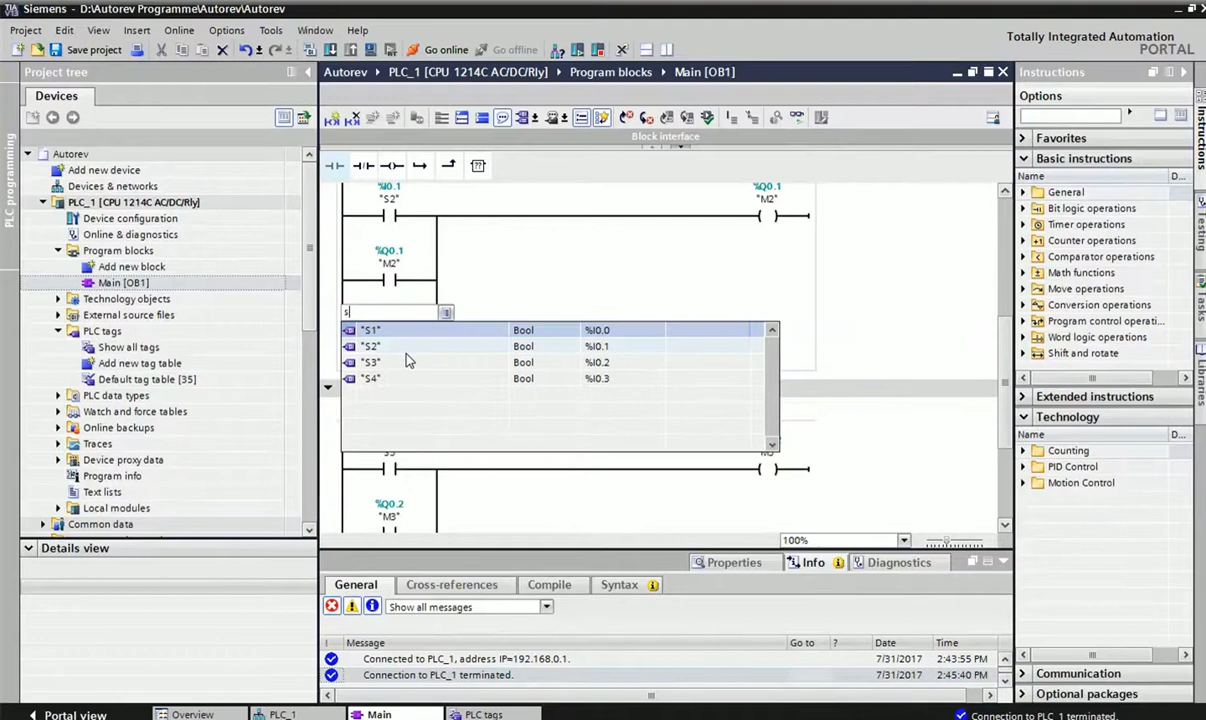 Siemens - D:\Autorev Programme\Autorev\Autorev
Project Edit View Insert Online Options Tools Window Help
Totally Integrated Automation
PORTAL
Save project
Go online
Go offline
Project tree
Autorev PLC_1 [CPU 1214C AC/DC/Rly] Program blocks Main [OB1]
Instructions
Devices
Options
PLC programming
Block interface
Autorev
Add new device
Devices & networks
PLC_1 [CPU 1214C AC/DC/Rly]
Device configuration
Online & diagnostics
Program blocks
Add new block
Main [OB1]
Technology objects
External source files
PLC tags
Show all tags
Add new tag table
Default tag table [35]
PLC data types
Watch and force tables
Online backups
Traces
Device proxy data
Program info
Text lists
Local modules
Common data
Details view
%I0.1
"S2"
%Q0.1
"M2"
%Q0.1
"M2"
s
"S1" Bool %I0.0
"S2" Bool %I0.1
"S3" Bool %I0.2
"S4" Bool %I0.3
%Q0.2
"M3"
100%
Favorites
Basic instructions
Name D...
General
Bit logic operations
Timer operations
Counter operations
Comparator operations
Math functions
Move operations
Conversion operations
Program control operati...
Word logic operations
Shift and rotate
Extended instructions
Technology
Name D...
Counting
PID Control
Motion Control
Communication
Optional packages
Instructions
Testing
Tasks
Libraries
Properties Info Diagnostics
General Cross-references Compile Syntax
Show all messages
! Message Go to ? Date Time
Connected to PLC_1, address IP=192.168.0.1. 7/31/2017 2:43:55 PM
Connection to PLC_1 terminated. 7/31/2017 2:45:40 PM
Portal view Overview PLC_1 Main PLC tags
Connection to PLC_1 terminated.